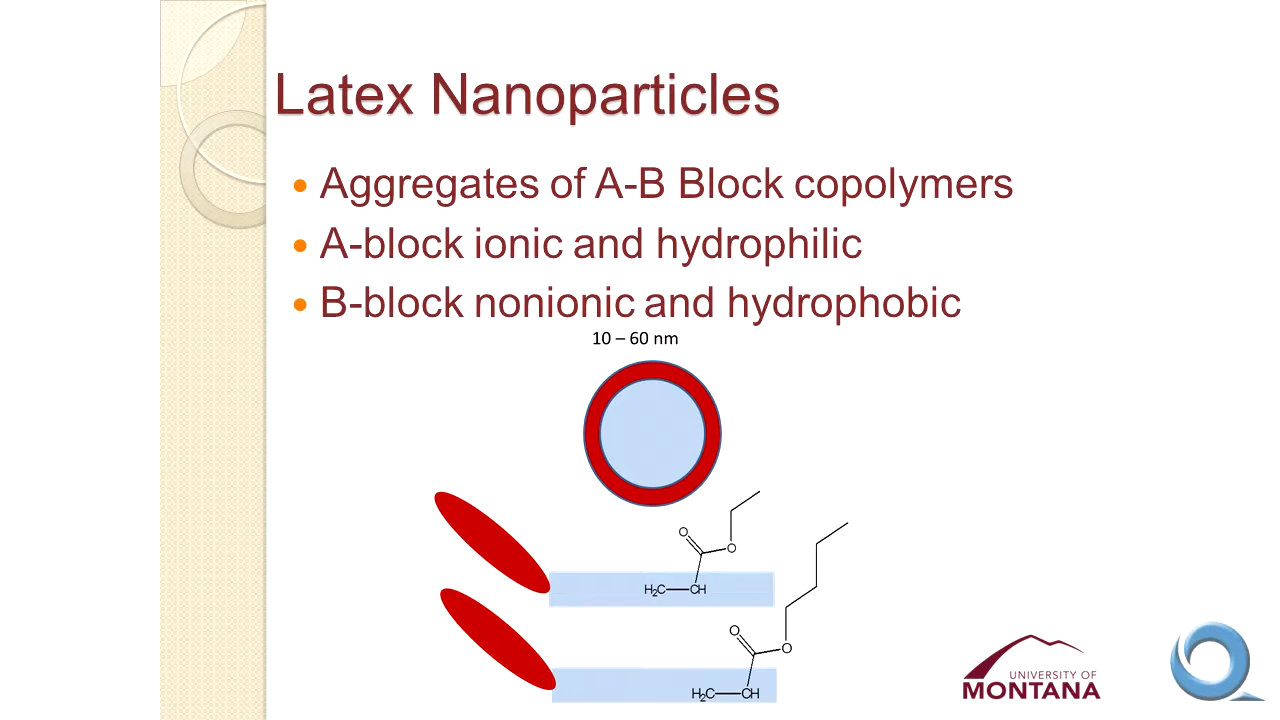 Latex Nanoparticles
Aggregates of A-B Block copolymers
A-block ionic and hydrophilic
B-block nonionic and hydrophobic
10 – 60 nm
O
O
H2C CH
O
O
H2C CH
UNIVERSITY OF
MONTANA